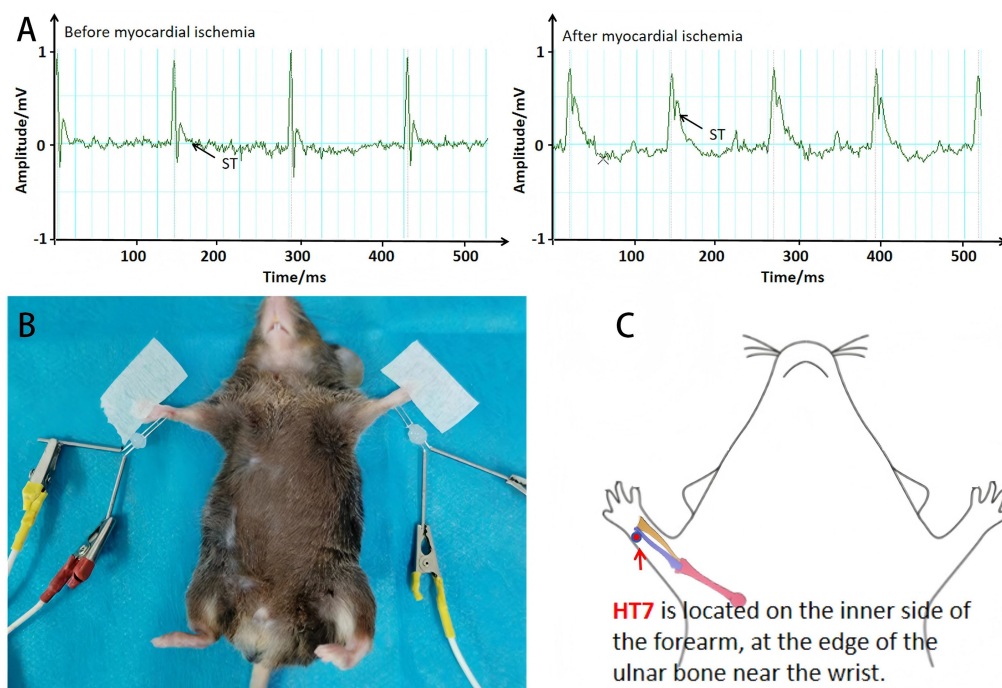 A
Before myocardial ischemia
Amplitude/mV
1
0
-1
ST
100
200
300
400
500
Time/ms
After myocardial ischemia
Amplitude/mV
1
0
-1
ST
100
200
300
400
500
Time/ms
B
C
HT7 is located on the inner side of
the forearm, at the edge of the
ulnar bone near the wrist.